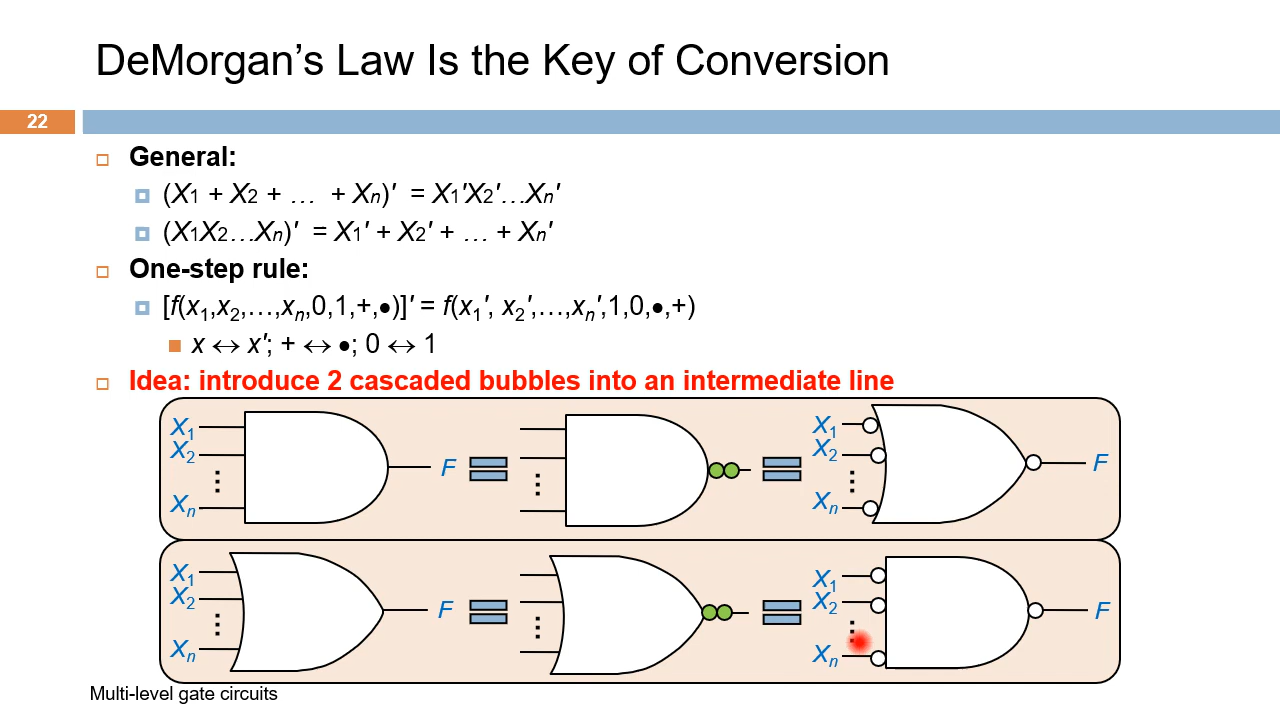 DeMorgan’s Law Is the Key of Conversion
22
General:
(X1 + X2 + … + Xn)′ = X1′X2′…Xn′
(X1X2…Xn)′ = X1′ + X2′ + … + Xn′
One-step rule:
[f(x1,x2,…,xn,0,1,+,●)]′ = f(x1′, x2′,…,xn′,1,0,●,+)
x ↔ x′; + ↔ ●; 0 ↔ 1
Idea: introduce 2 cascaded bubbles into an intermediate line
X1
X2
⋮
Xn
F
⋮
X1
X2
⋮
Xn
F
X1
X2
⋮
Xn
F
⋮
X1
X2
⋮
Xn
F
Multi-level gate circuits